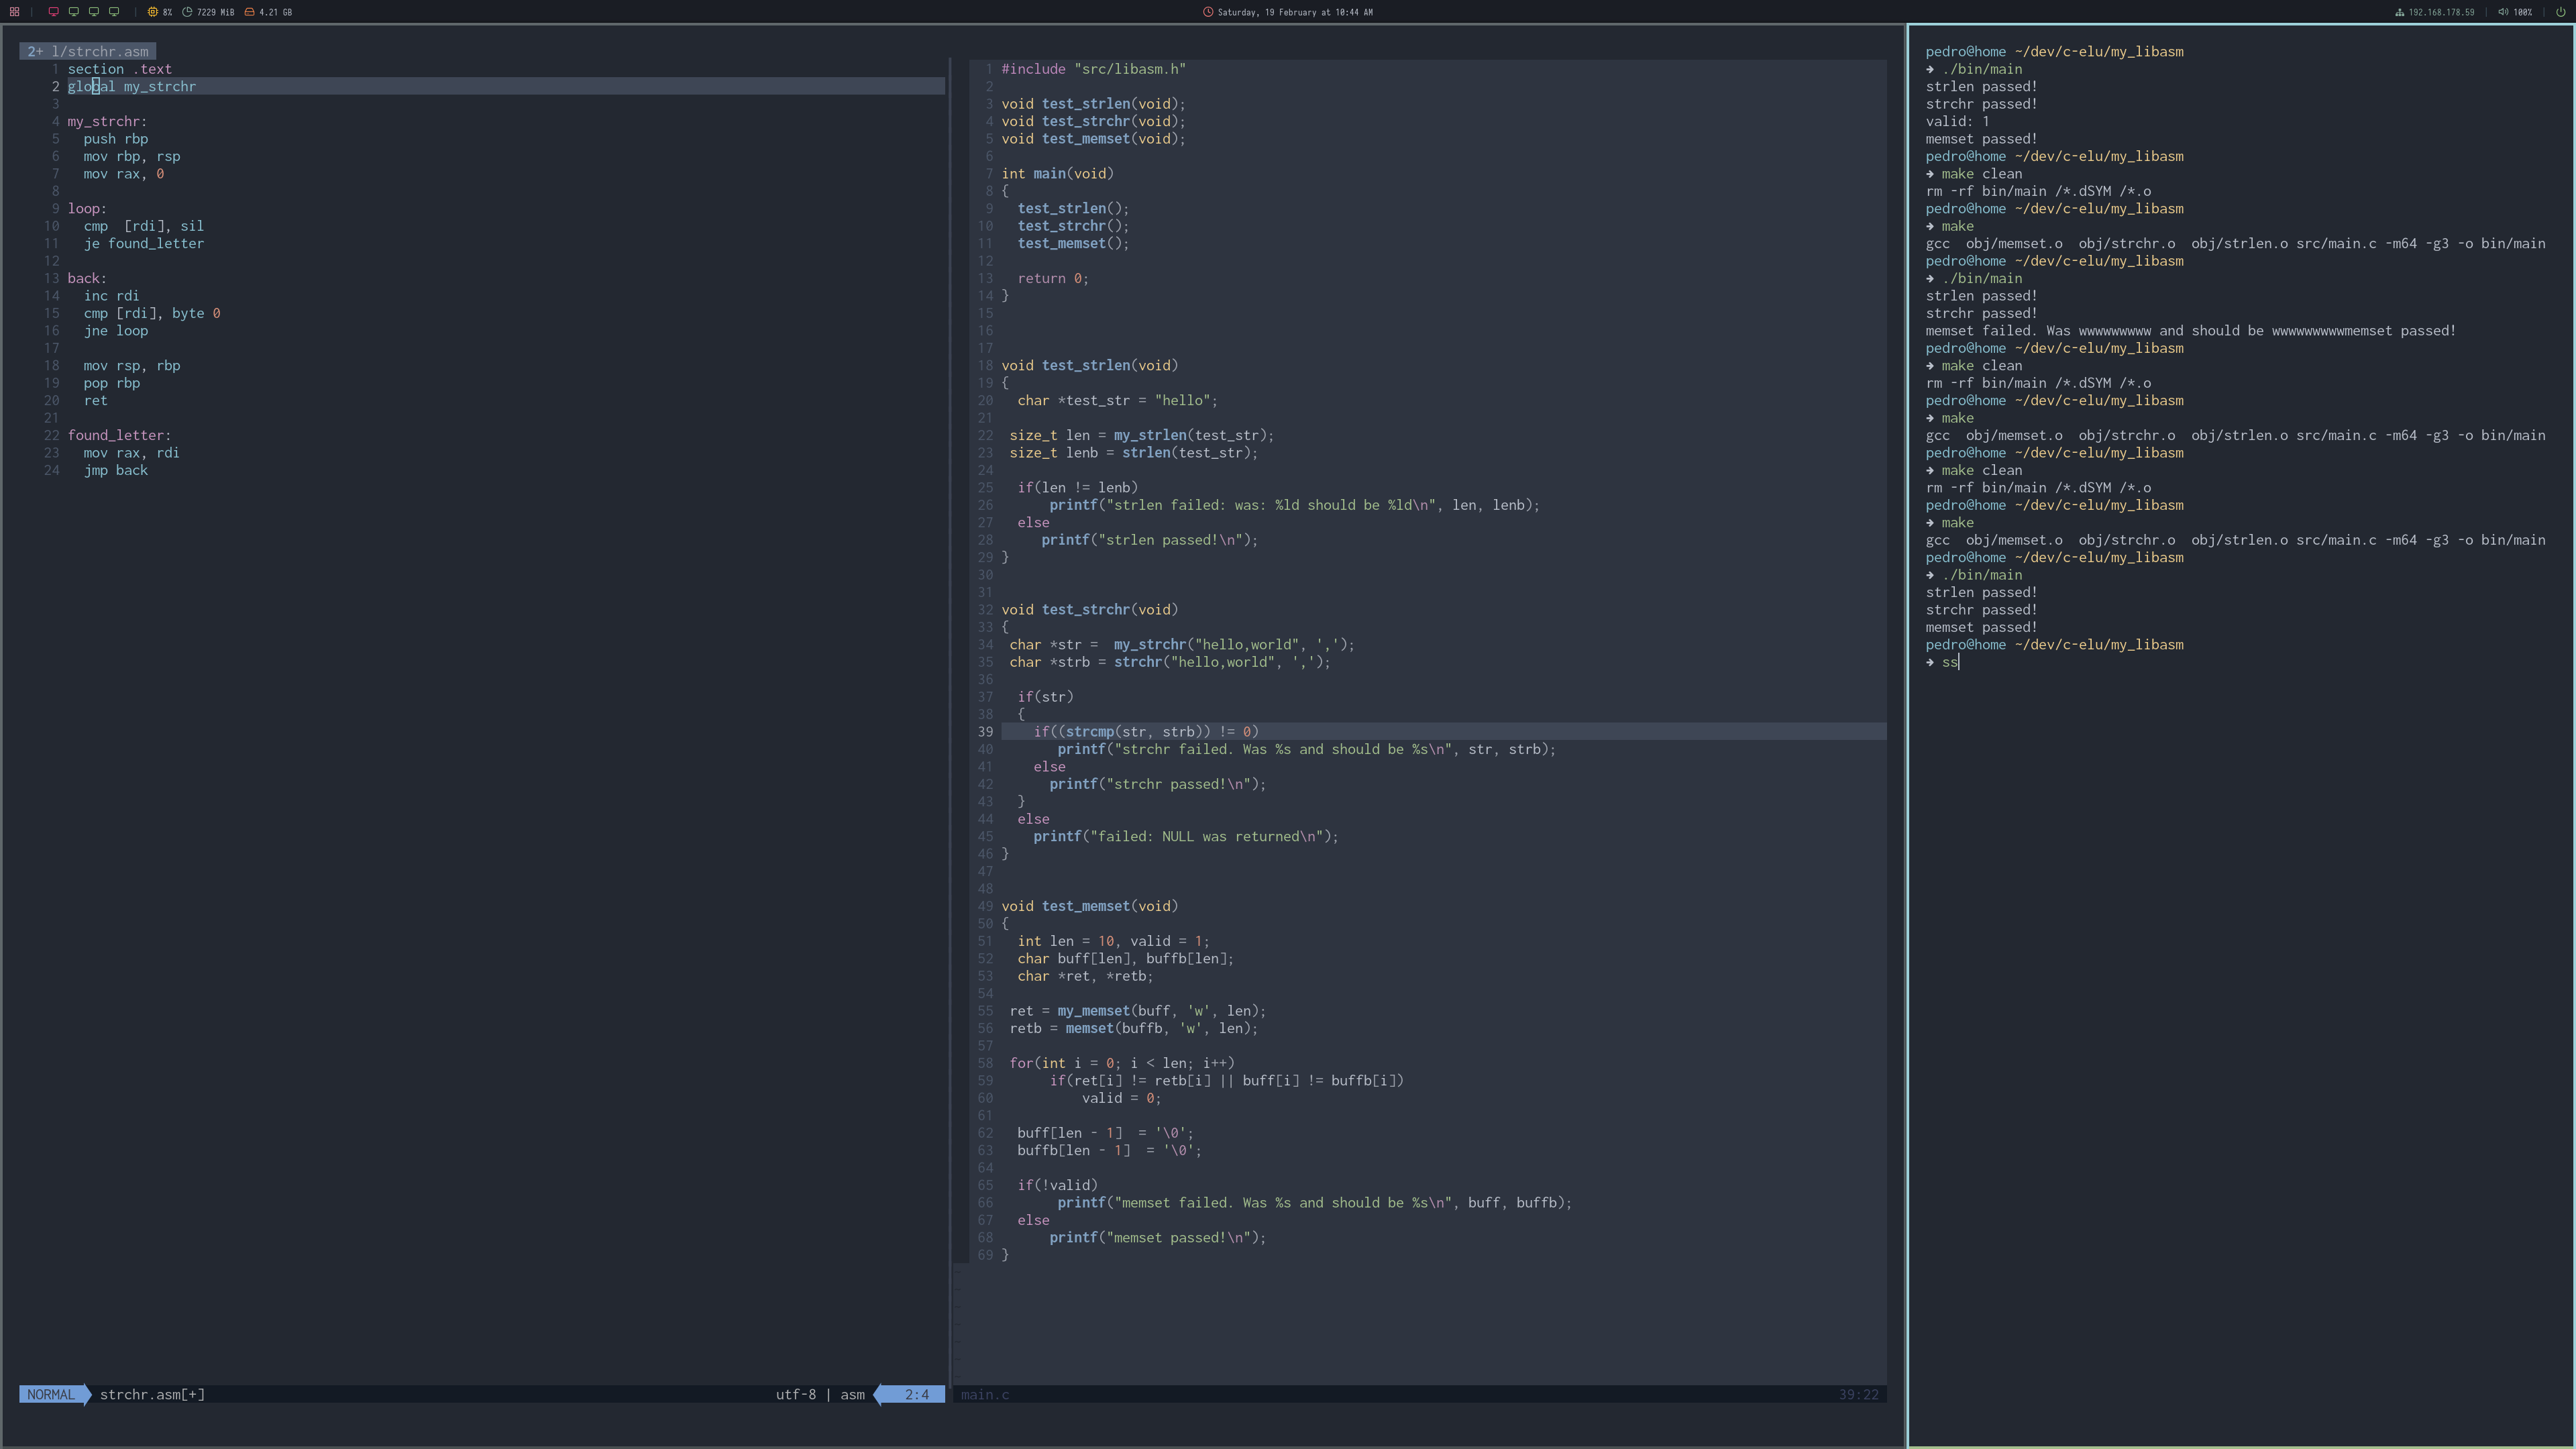 8% 7229 MiB 4.21 GB Saturday, 19 February at 10:44 AM 192.168.178.59 100%
2+ l/strchr.asm
1 section .text
2 global my_strchr
3
4 my_strchr:
5 push rbp
6 mov rbp, rsp
7 mov rax, 0
8
9 loop:
10 cmp  [rdi], sil
11 je found_letter
12
13 back:
14 inc rdi
15 cmp [rdi], byte 0
16 jne loop
17
18 mov rsp, rbp
19 pop rbp
20 ret
21
22 found_letter:
23 mov rax, rdi
24 jmp back
NORMAL strchr.asm[+] utf-8 | asm 2:4
1 #include "src/libasm.h"
2
3 void test_strlen(void);
4 void test_strchr(void);
5 void test_memset(void);
6
7 int main(void)
8 {
9   test_strlen();
10   test_strchr();
11   test_memset();
12
13   return 0;
14 }
15
16
17
18 void test_strlen(void)
19 {
20   char *test_str = "hello";
21
22  size_t len = my_strlen(test_str);
23  size_t lenb = strlen(test_str);
24
25   if(len != lenb)
26       printf("strlen failed: was: %ld should be %ld\n", len, lenb);
27   else
28      printf("strlen passed!\n");
29 }
30
31
32 void test_strchr(void)
33 {
34  char *str =  my_strchr("hello,world", ',');
35  char *strb = strchr("hello,world", ',');
36
37   if(str)
38   {
39     if((strcmp(str, strb)) != 0)
40        printf("strchr failed. Was %s and should be %s\n", str, strb);
41     else
42       printf("strchr passed!\n");
43   }
44   else
45     printf("failed: NULL was returned\n");
46 }
47
48
49 void test_memset(void)
50 {
51   int len = 10, valid = 1;
52   char buff[len], buffb[len];
53   char *ret, *retb;
54
55  ret = my_memset(buff, 'w', len);
56  retb = memset(buffb, 'w', len);
57
58  for(int i = 0; i < len; i++)
59       if(ret[i] != retb[i] || buff[i] != buffb[i])
60           valid = 0;
61
62   buff[len - 1]  = '\0';
63   buffb[len - 1]  = '\0';
64
65   if(!valid)
66        printf("memset failed. Was %s and should be %s\n", buff, buffb);
67   else
68       printf("memset passed!\n");
69 }
main.c 39:22
pedro@home ~/dev/c-elu/my_libasm
➜ ./bin/main
strlen passed!
strchr passed!
valid: 1
memset passed!
pedro@home ~/dev/c-elu/my_libasm
➜ make clean
rm -rf bin/main /*.dSYM /*.o
pedro@home ~/dev/c-elu/my_libasm
➜ make
gcc  obj/memset.o  obj/strchr.o  obj/strlen.o src/main.c -m64 -g3 -o bin/main
pedro@home ~/dev/c-elu/my_libasm
➜ ./bin/main
strlen passed!
strchr passed!
memset failed. Was wwwwwwwww and should be wwwwwwwwwmemset passed!
pedro@home ~/dev/c-elu/my_libasm
➜ make clean
rm -rf bin/main /*.dSYM /*.o
pedro@home ~/dev/c-elu/my_libasm
➜ make
gcc  obj/memset.o  obj/strchr.o  obj/strlen.o src/main.c -m64 -g3 -o bin/main
pedro@home ~/dev/c-elu/my_libasm
➜ make clean
rm -rf bin/main /*.dSYM /*.o
pedro@home ~/dev/c-elu/my_libasm
➜ make
gcc  obj/memset.o  obj/strchr.o  obj/strlen.o src/main.c -m64 -g3 -o bin/main
pedro@home ~/dev/c-elu/my_libasm
➜ ./bin/main
strlen passed!
strchr passed!
memset passed!
pedro@home ~/dev/c-elu/my_libasm
➜ ss